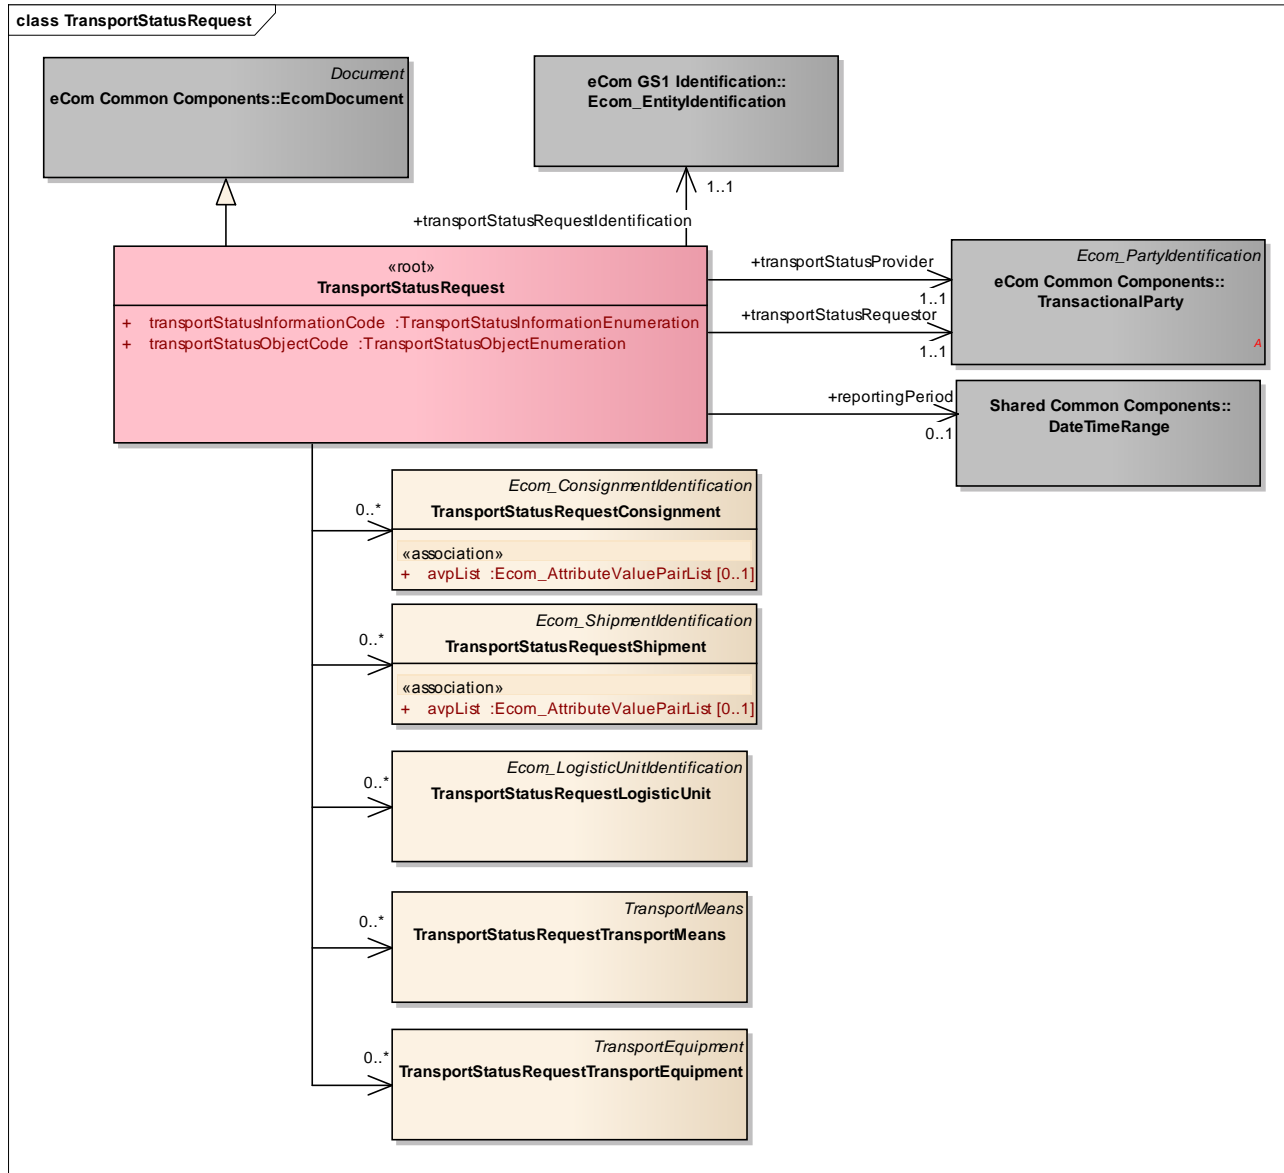 class TransportStatusRequest
Document
eCom Common Components::EcomDocument
eCom GS1 Identification::
Ecom_EntityIdentification
1..1
+transportStatusRequestIdentification
«root»
TransportStatusRequest
+ transportStatusInformationCode :TransportStatusInformationEnumeration
+ transportStatusObjectCode :TransportStatusObjectEnumeration
+transportStatusProvider
1..1
+transportStatusRequestor
1..1
Ecom_PartyIdentification
eCom Common Components::
TransactionalParty
A
+reportingPeriod
0..1
Shared Common Components::
DateTimeRange
0..*
Ecom_ConsignmentIdentification
TransportStatusRequestConsignment
«association»
+ avpList :Ecom_AttributeValuePairList [0..1]
0..*
Ecom_ShipmentIdentification
TransportStatusRequestShipment
«association»
+ avpList :Ecom_AttributeValuePairList [0..1]
0..*
Ecom_LogisticUnitIdentification
TransportStatusRequestLogisticUnit
0..*
TransportMeans
TransportStatusRequestTransportMeans
0..*
TransportEquipment
TransportStatusRequestTransportEquipment